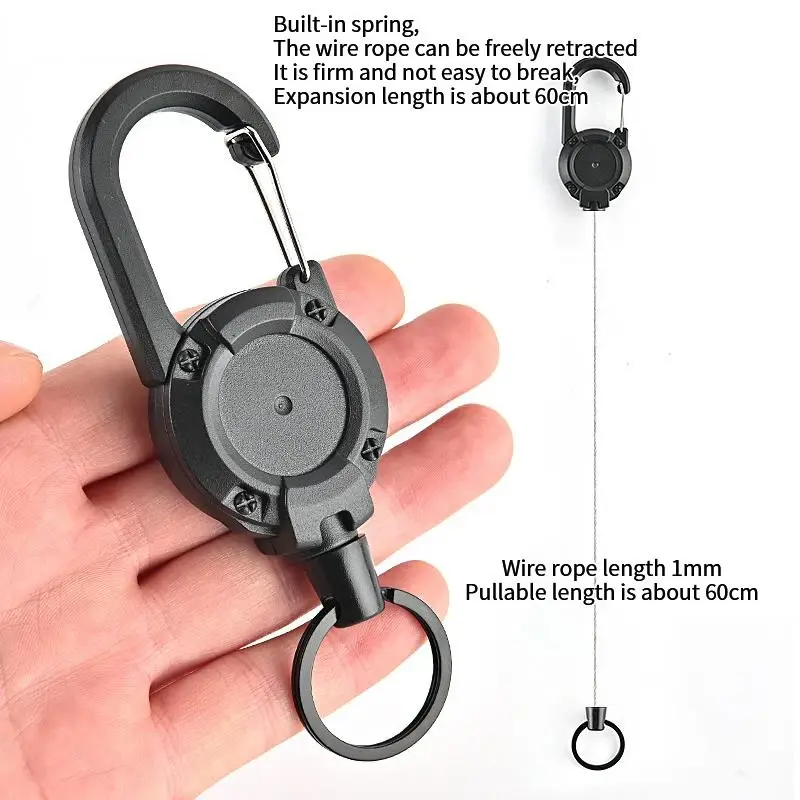 Built-in spring,
The wire rope can be freely retracted
It is firm and not easy to break,
Expansion length is about 60cm
Wire rope length 1mm
Pullable length is about 60cm